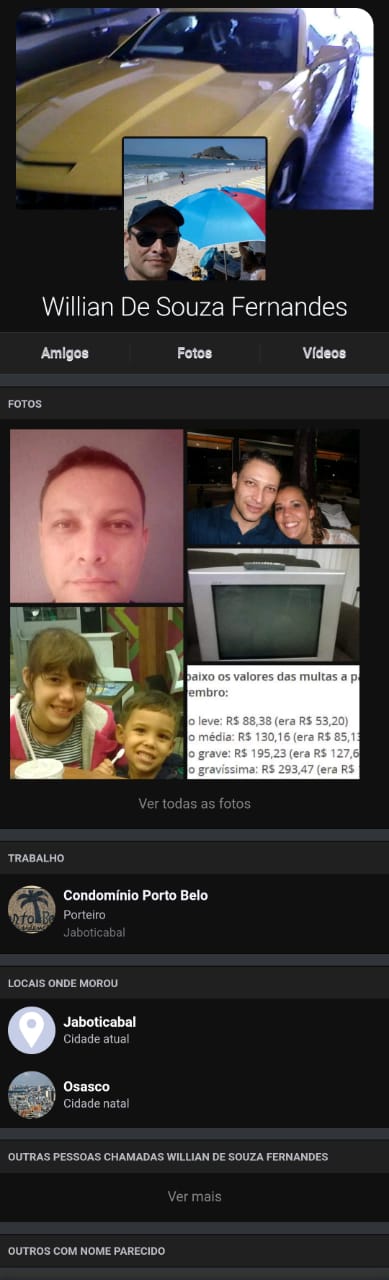 Willian De Souza Fernandes
Amigos
Fotos
Vídeos
FOTOS
baixo os valores das multas a pa
embro:
o leve: R$ 88,38 (era R$ 53,20)
o média: R$ 130,16 (era R$ 85,13
o grave: R$ 195,23 (era R$ 127,6
o gravíssima: R$ 293,47 (era R$
Ver todas as fotos
TRABALHO
Condomínio Porto Belo
Porteiro
Jaboticabal
LOCAIS ONDE MOROU
Jaboticabal
Cidade atual
Osasco
Cidade natal
OUTRAS PESSOAS CHAMADAS WILLIAN DE SOUZA FERNANDES
Ver mais
OUTROS COM NOME PARECIDO